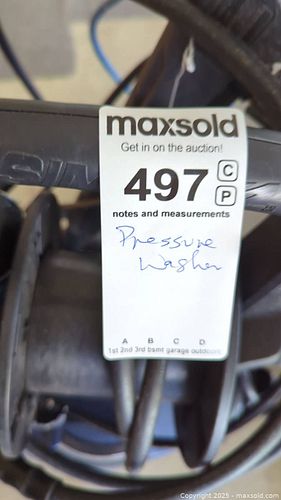 maxsold
Get in on the auction!
497
C
P
notes and measurements
Pressure
Washer
A B C D
1st 2nd 3rd bsmt garage outdoors
Copyright 2025 - maxsold.com